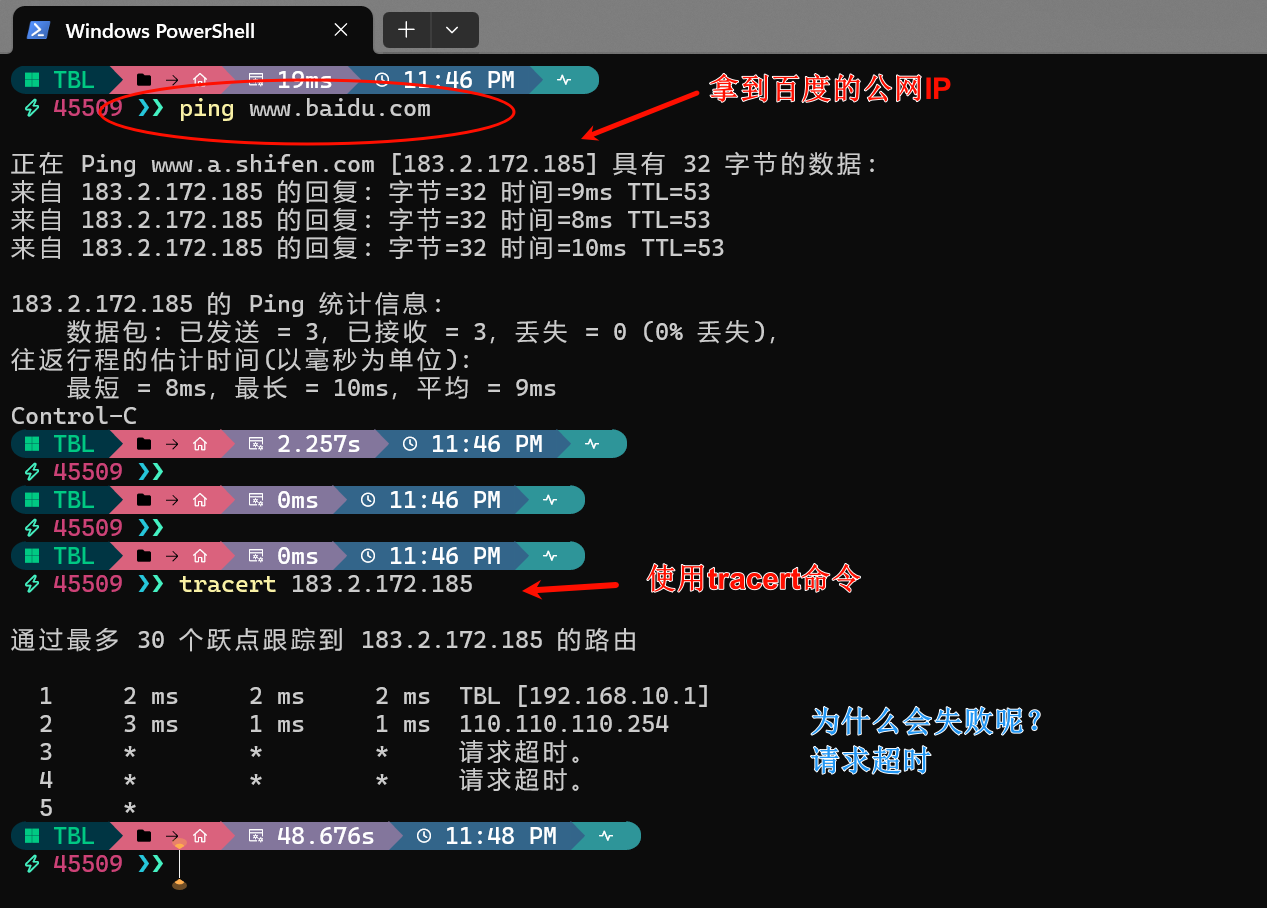 Windows PowerShell
TBL → 19ms 11:46 PM
拿到百度的公网IP
45509 ❯❯ ping www.baidu.com
正在 Ping www.a.shifen.com [183.2.172.185] 具有 32 字节的数据:
来自 183.2.172.185 的回复: 字节=32 时间=9ms TTL=53
来自 183.2.172.185 的回复: 字节=32 时间=8ms TTL=53
来自 183.2.172.185 的回复: 字节=32 时间=10ms TTL=53
183.2.172.185 的 Ping 统计信息:
数据包: 已发送 = 3, 已接收 = 3, 丢失 = 0 (0% 丢失),
往返行程的估计时间(以毫秒为单位):
最短 = 8ms, 最长 = 10ms, 平均 = 9ms
Control-C
TBL → 2.257s 11:46 PM
45509 ❯❯
TBL → 0ms 11:46 PM
45509 ❯❯
TBL → 0ms 11:46 PM
45509 ❯❯ tracert 183.2.172.185
使用tracert命令
通过最多 30 个跃点跟踪到 183.2.172.185 的路由
1 2 ms 2 ms 2 ms TBL [192.168.10.1]
2 3 ms 1 ms 1 ms 110.110.110.254
3 * * * 请求超时。
4 * * * 请求超时。
5 *
为什么会失败呢?
请求超时
TBL → 48.676s 11:48 PM
45509 ❯❯